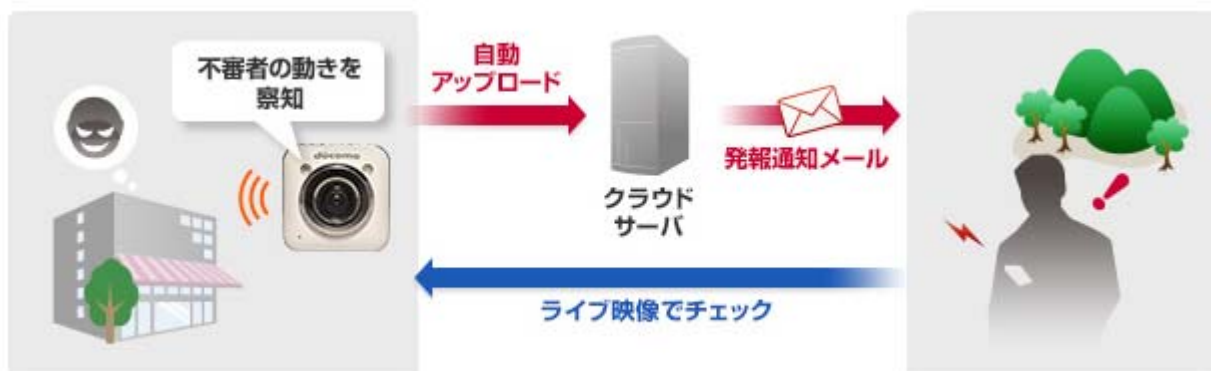 不審者の動きを
察知
docomo
自動
アップロード
クラウド
サーバ
発報通知メール
ライブ映像でチェック